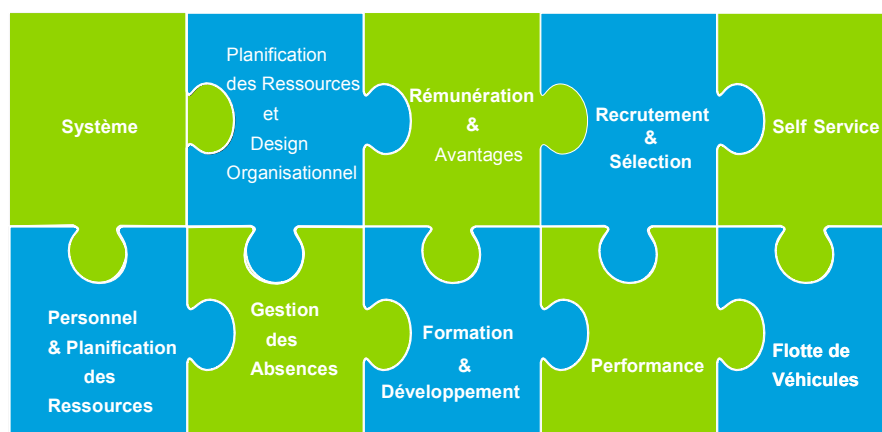 Système
Planification
des Ressources
et
Design
Organisationnel
Rémunération
&
Avantages
Recrutement
&
Sélection
Self Service
Personnel
& Planification
des
Ressources
Gestion
des
Absences
Formation
&
Développement
Performance
Flotte de
Véhicules